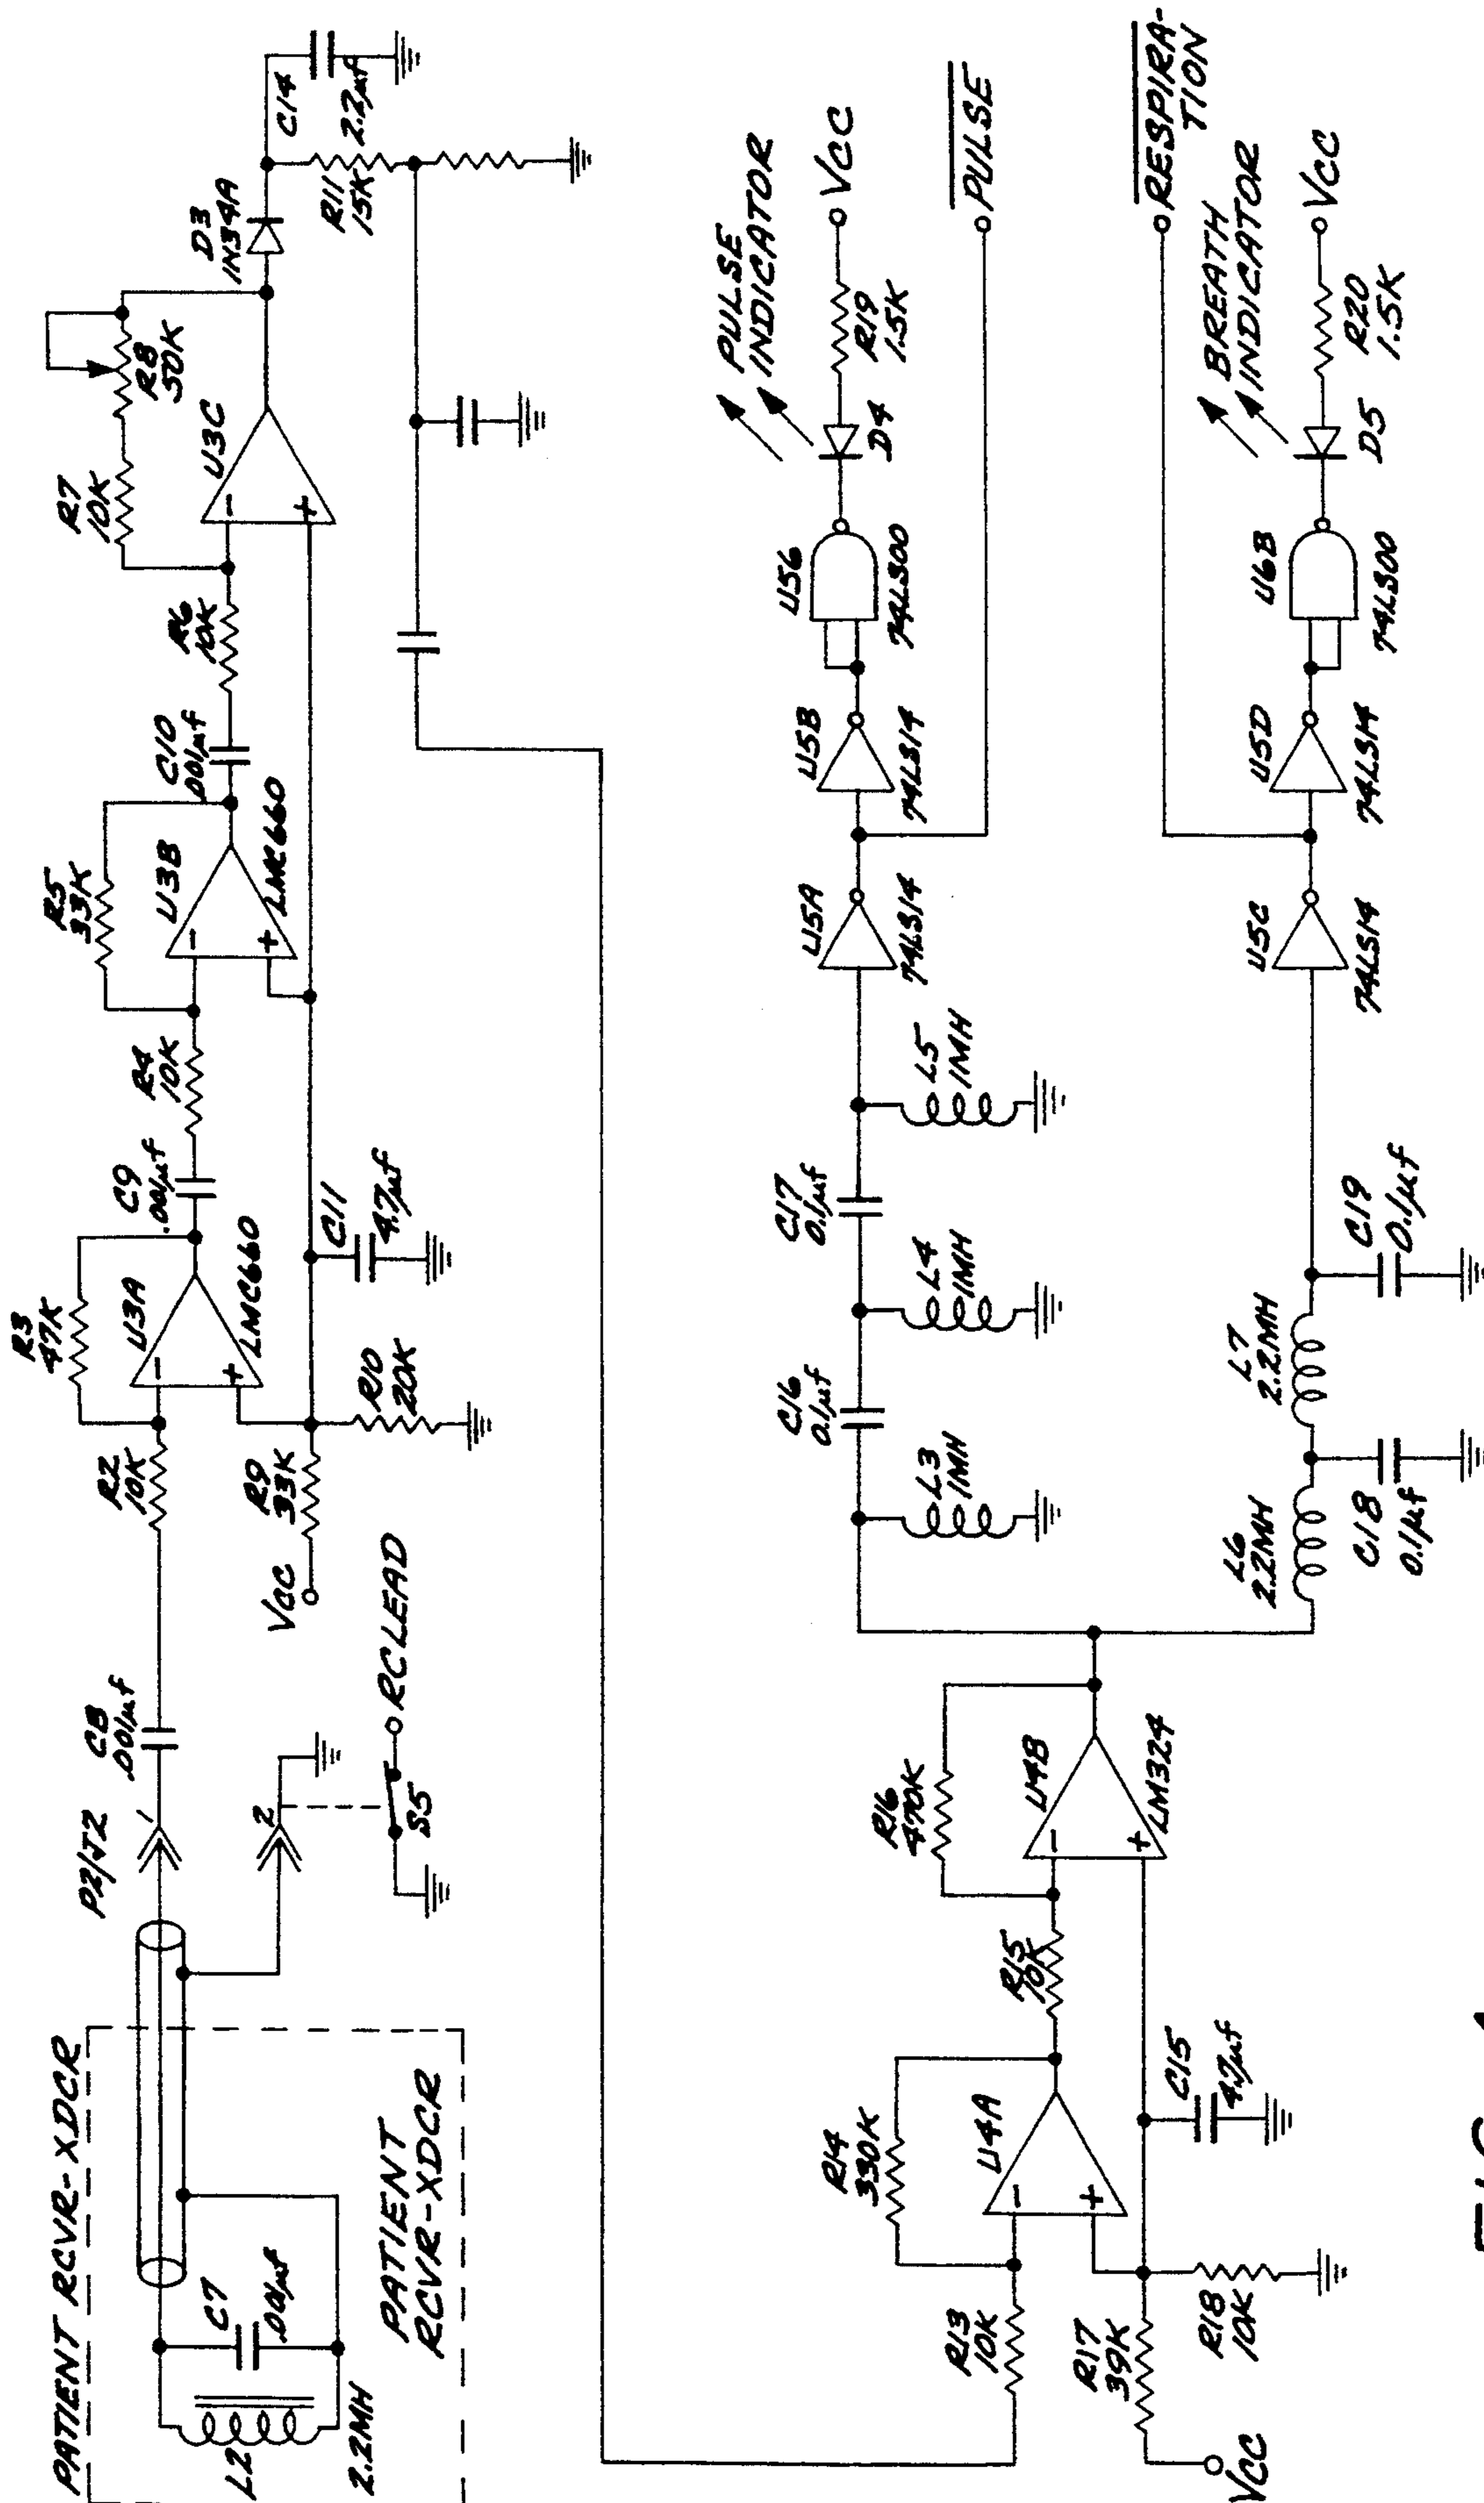 PATIENT RCVR-XDCR
L2
2.2MH
C7
.001µf
PATIENT
RCVR-XDCR
P2/J2
1
2
C8
.001µf
S5
RCLEAD
R2
10K
R3
47K
U3A
LMC660
VCC
R9
33K
R10
20K
C11
4.7µf
C9
.001µf
R4
10K
R5
33K
U3B
LMC660
C10
.001µf
R6
10K
R7
10K
R8
50K
U3C
D3
1N34A
R11
15K
C14
2.2µf
VCC
R13
10K
R17
39K
R18
10K
R14
330K
U4A
C15
4.7µf
R15
10K
R16
470K
U4B
LM324
L3
1MH
C16
0.1µf
L4
1MH
C17
0.1µf
L5
1MH
U5A
74LS14
U5B
74LS14
U56
74LS00
D4
R19
1.5K
VCC
PULSE
INDICATOR
PULSE
L6
2.2MH
C18
0.1µf
L7
2.2MH
C19
0.1µf
U5C
74LS14
U5D
74LS14
U6B
74LS00
D5
R20
1.5K
VCC
BREATH
INDICATOR
RESPIRA-
TION